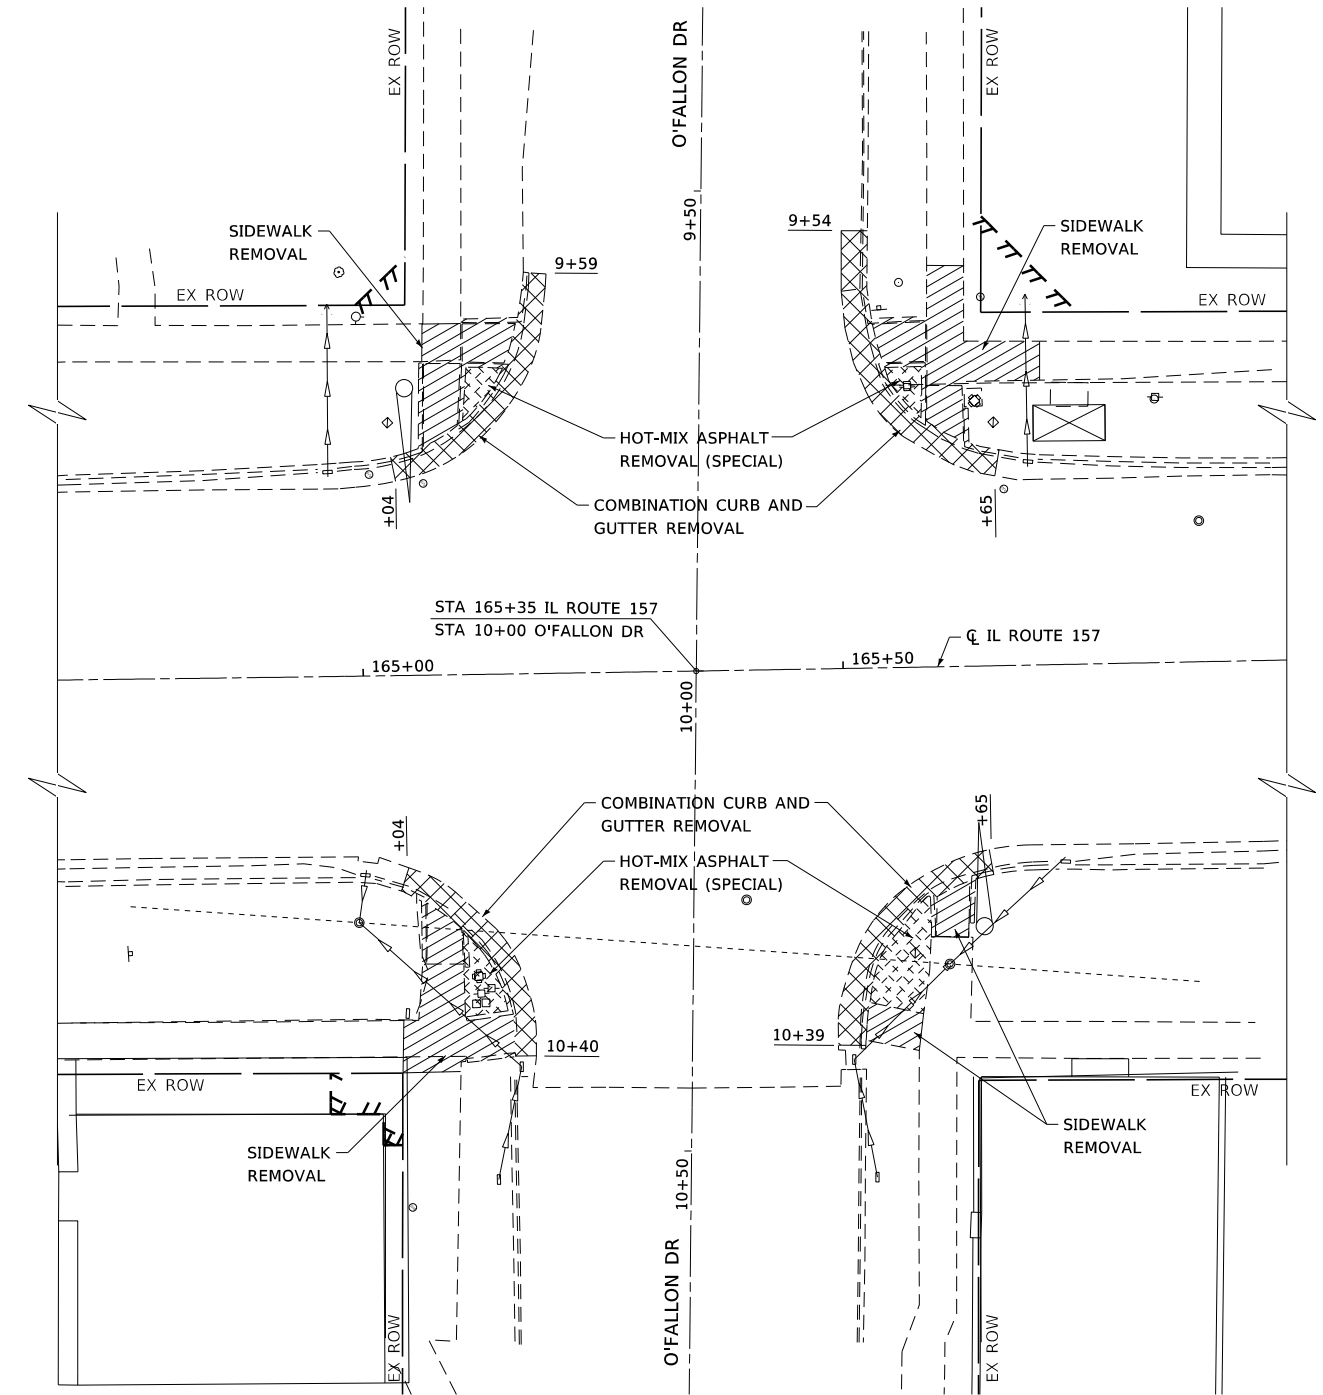 EX ROW
O'FALLON DR
EX ROW
9+50
9+54
SIDEWALK
REMOVAL
SIDEWALK
REMOVAL
9+59
EX ROW
EX ROW
HOT-MIX ASPHALT
REMOVAL (SPECIAL)
+04
COMBINATION CURB AND
GUTTER REMOVAL
+65
STA 165+35 IL ROUTE 157
STA 10+00 O'FALLON DR
℄ IL ROUTE 157
165+00
165+50
10+00
+04
COMBINATION CURB AND
GUTTER REMOVAL
+65
HOT-MIX ASPHALT
REMOVAL (SPECIAL)
10+40
10+39
EX ROW
EX ROW
SIDEWALK
REMOVAL
SIDEWALK
REMOVAL
10+50
O'FALLON DR
EX ROW
EX ROW